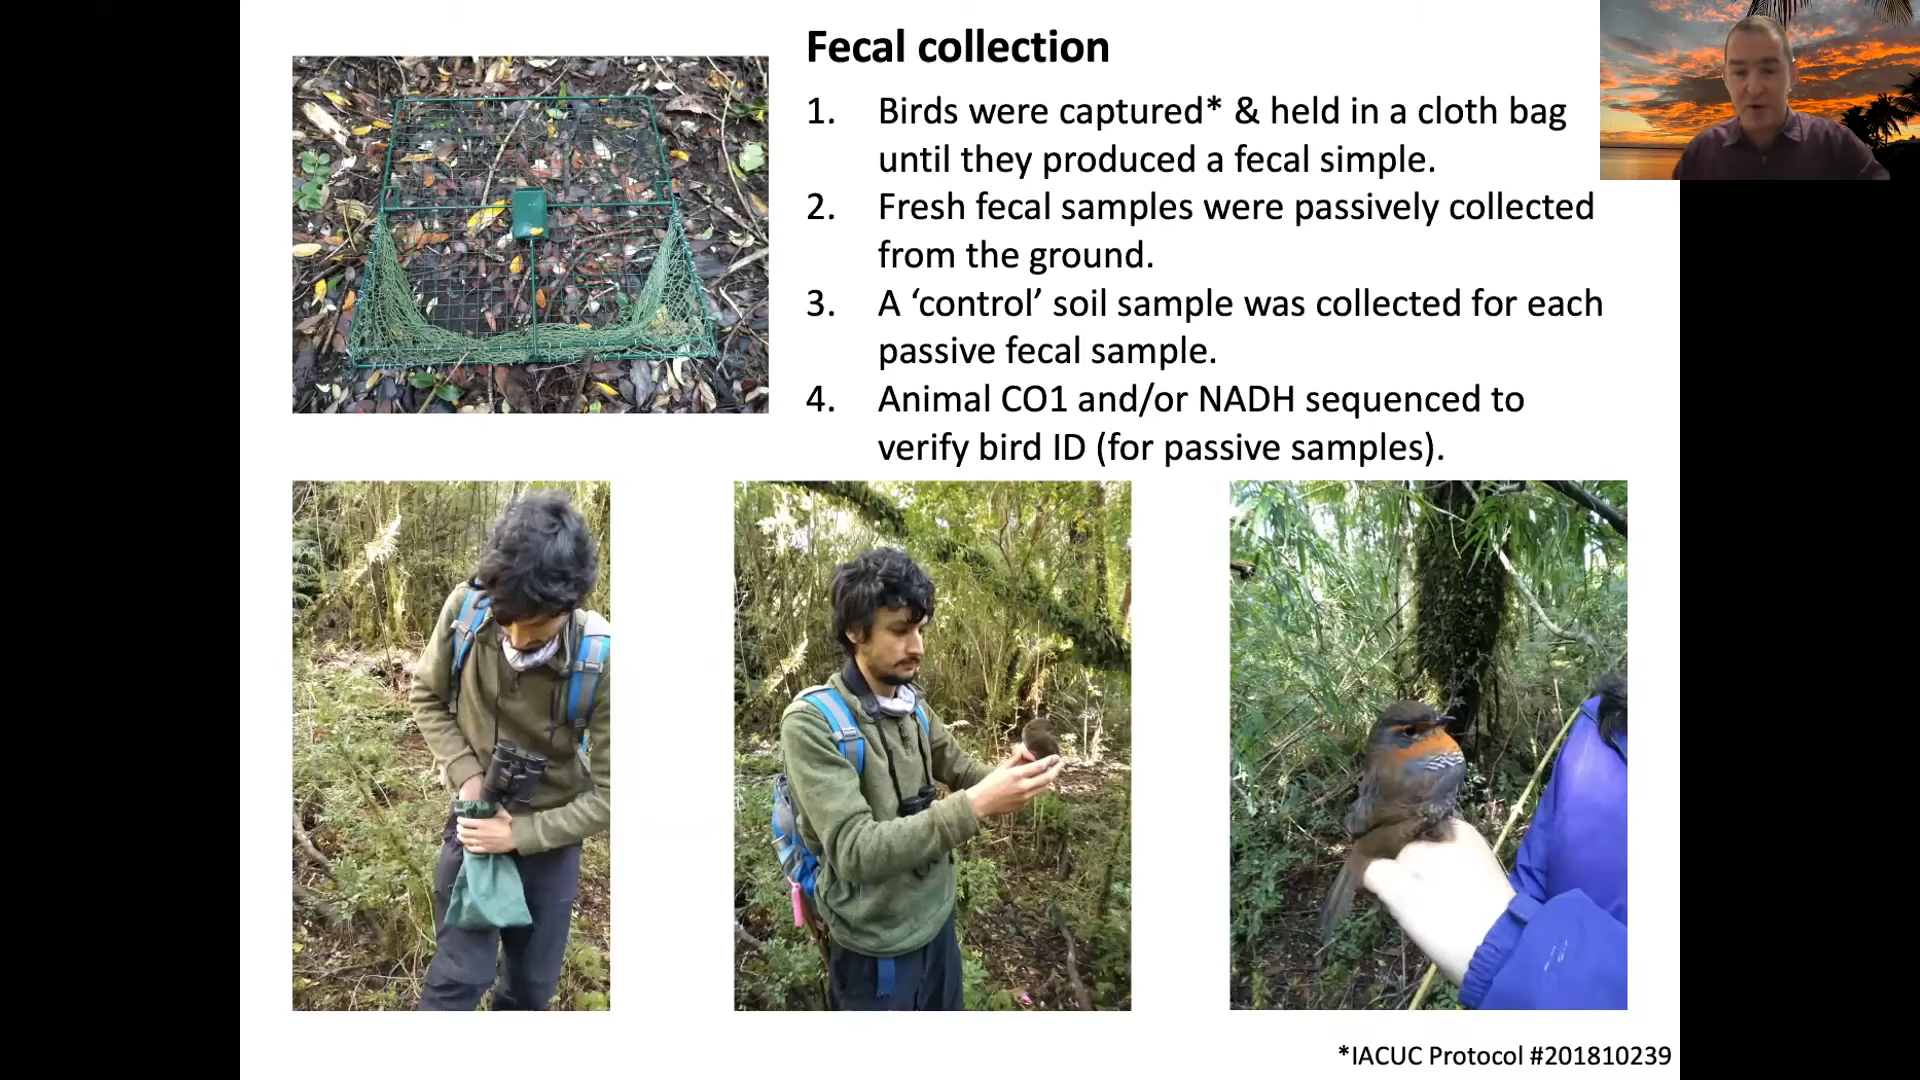 Fecal collection
1. Birds were captured* & held in a cloth bag
until they produced a fecal simple.
2. Fresh fecal samples were passively collected
from the ground.
3. A ‘control’ soil sample was collected for each
passive fecal sample.
4. Animal CO1 and/or NADH sequenced to
verify bird ID (for passive samples).
*IACUC Protocol #201810239